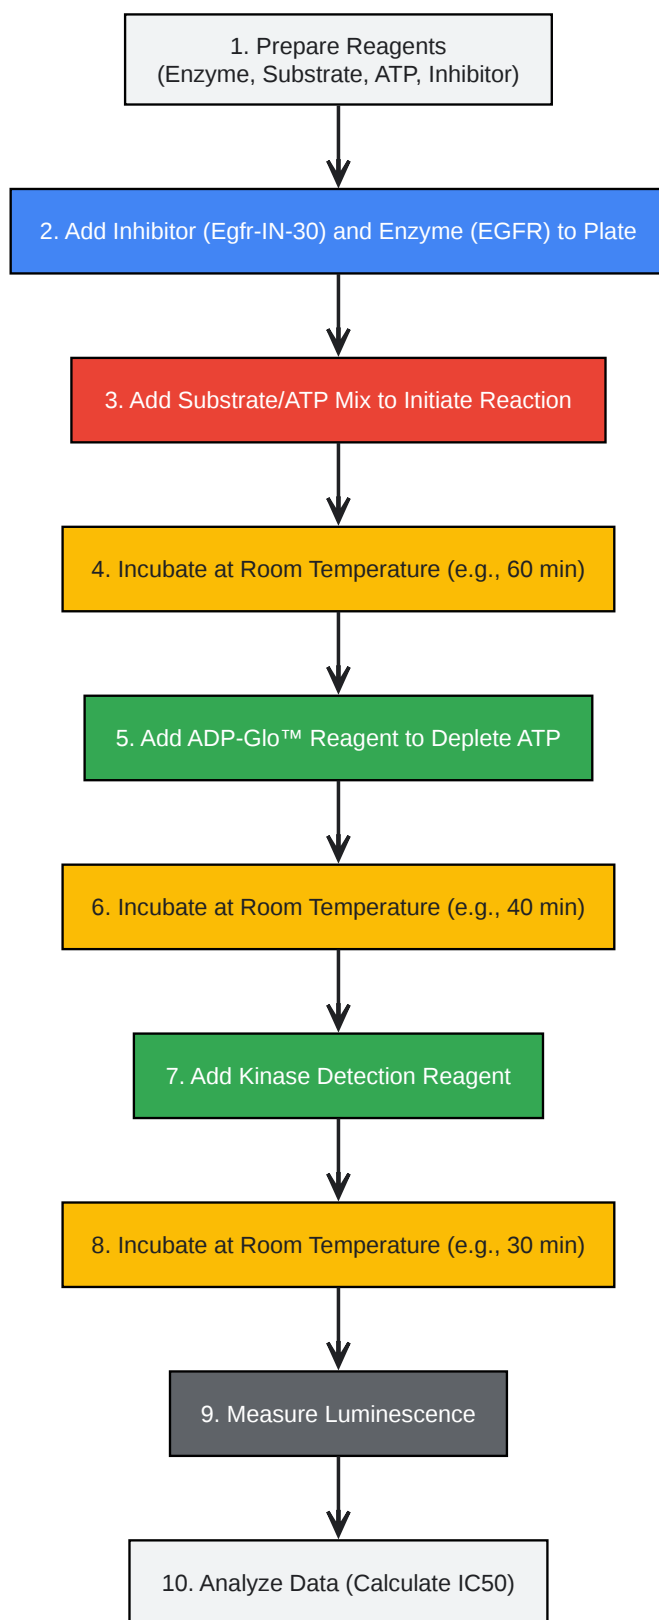 1. Prepare Reagents
(Enzyme, Substrate, ATP, Inhibitor)
2. Add Inhibitor (Egfr-IN-30) and Enzyme (EGFR) to Plate
3. Add Substrate/ATP Mix to Initiate Reaction
4. Incubate at Room Temperature (e.g., 60 min)
5. Add ADP-Glo™ Reagent to Deplete ATP
6. Incubate at Room Temperature (e.g., 40 min)
7. Add Kinase Detection Reagent
8. Incubate at Room Temperature (e.g., 30 min)
9. Measure Luminescence
10. Analyze Data (Calculate IC50)